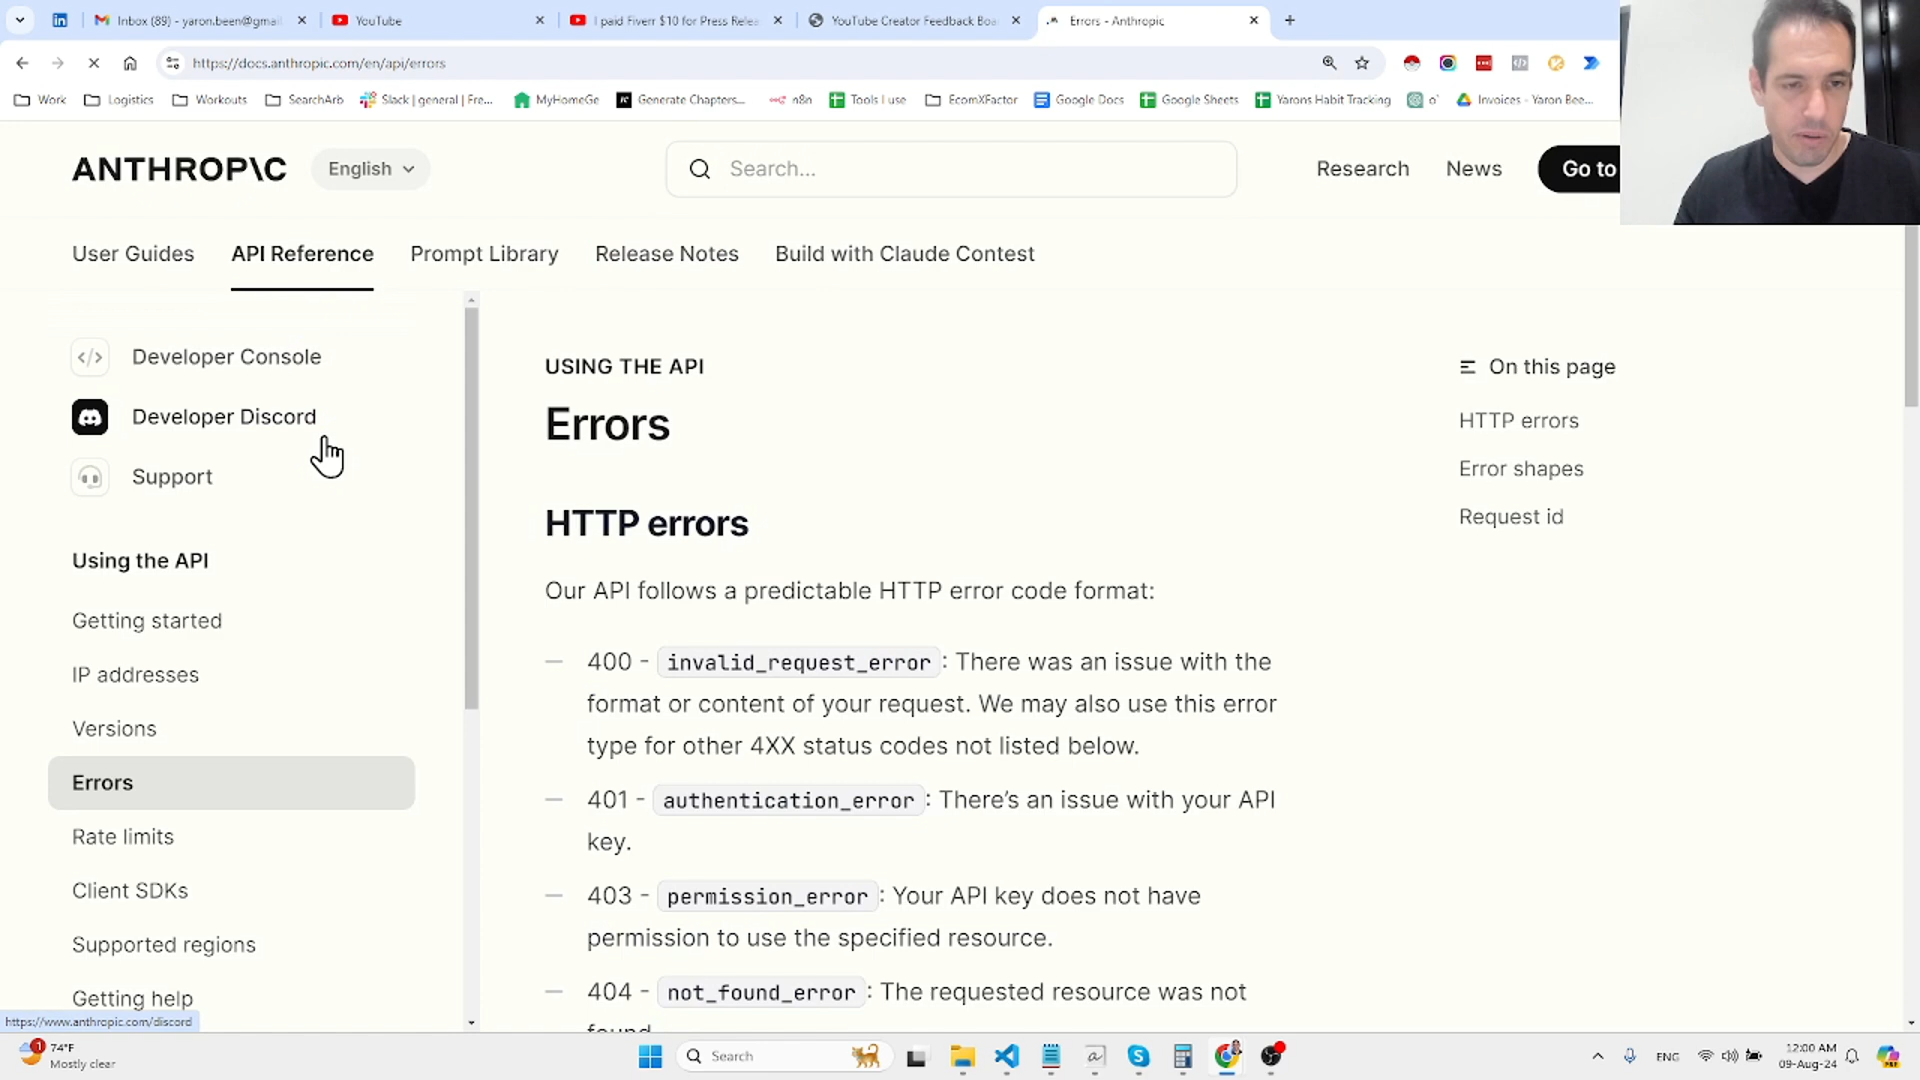 Inbox (89) - yaron.been@gmai
YouTube
I paid Fiverr $10 for Press Relea
YouTube Creator Feedback Boa
Errors - Anthropic
https://docs.anthropic.com/en/api/errors
Work
Logistics
Workouts
SearchArb
Slack | general | Fre...
MyHomeGe
Generate Chapters...
n8n
Tools I use
EcomXFactor
Google Docs
Google Sheets
Yarons Habit Tracking
Invoices - Yaron Bee...
ANTHROP\C
English
Search...
Research
News
Go to
User Guides
API Reference
Prompt Library
Release Notes
Build with Claude Contest
Developer Console
Developer Discord
Support
Using the API
Getting started
IP addresses
Versions
Errors
Rate limits
Client SDKs
Supported regions
Getting help
USING THE API
Errors
HTTP errors
Our API follows a predictable HTTP error code format:
400 - invalid_request_error: There was an issue with the
format or content of your request. We may also use this error
type for other 4XX status codes not listed below.
401 - authentication_error: There's an issue with your API
key.
403 - permission_error: Your API key does not have
permission to use the specified resource.
404 - not_found_error: The requested resource was not
found
On this page
HTTP errors
Error shapes
Request id
https://www.anthropic.com/discord
1
74°F
Mostly clear
Search
ENG
12:00 AM
09-Aug-24